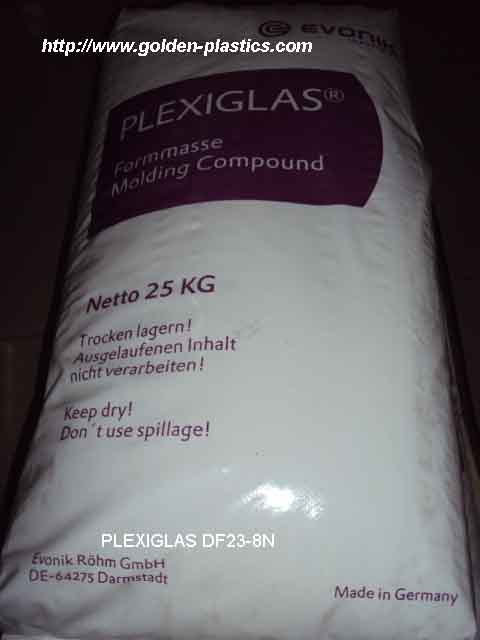 evonik
http://www.golden-plastics.com
PLEXIGLAS®
Formmasse
Molding Compound
Netto 25 KG
Trocken lagern!
Ausgelaufenen Inhalt
nicht verarbeiten!
Keep dry!
Don´t use spillage!
PLEXIGLAS DF23-8N
Evonik Röhm GmbH
DE-64275 Darmstadt
Made in Germany